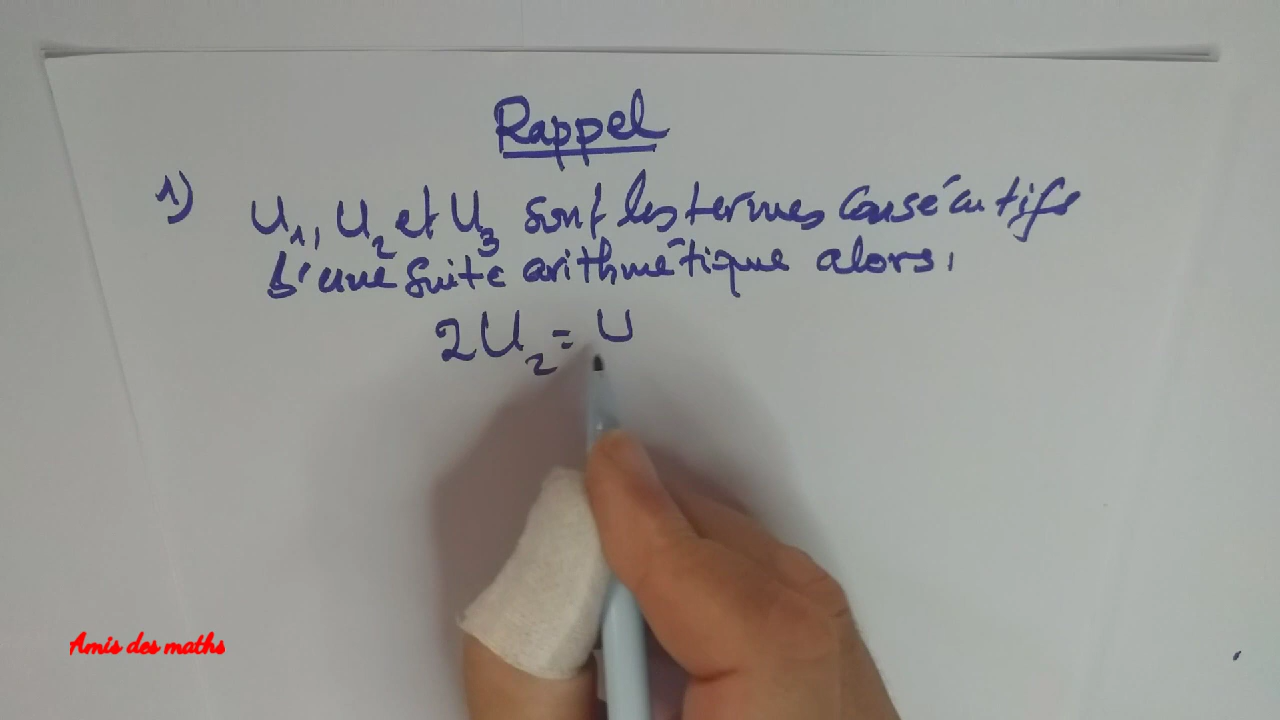 Rappel
1) U1, U2 et U3 sont les termes consécutifs
d'une suite arithmétique alors,
2U2 = U
Amis des maths